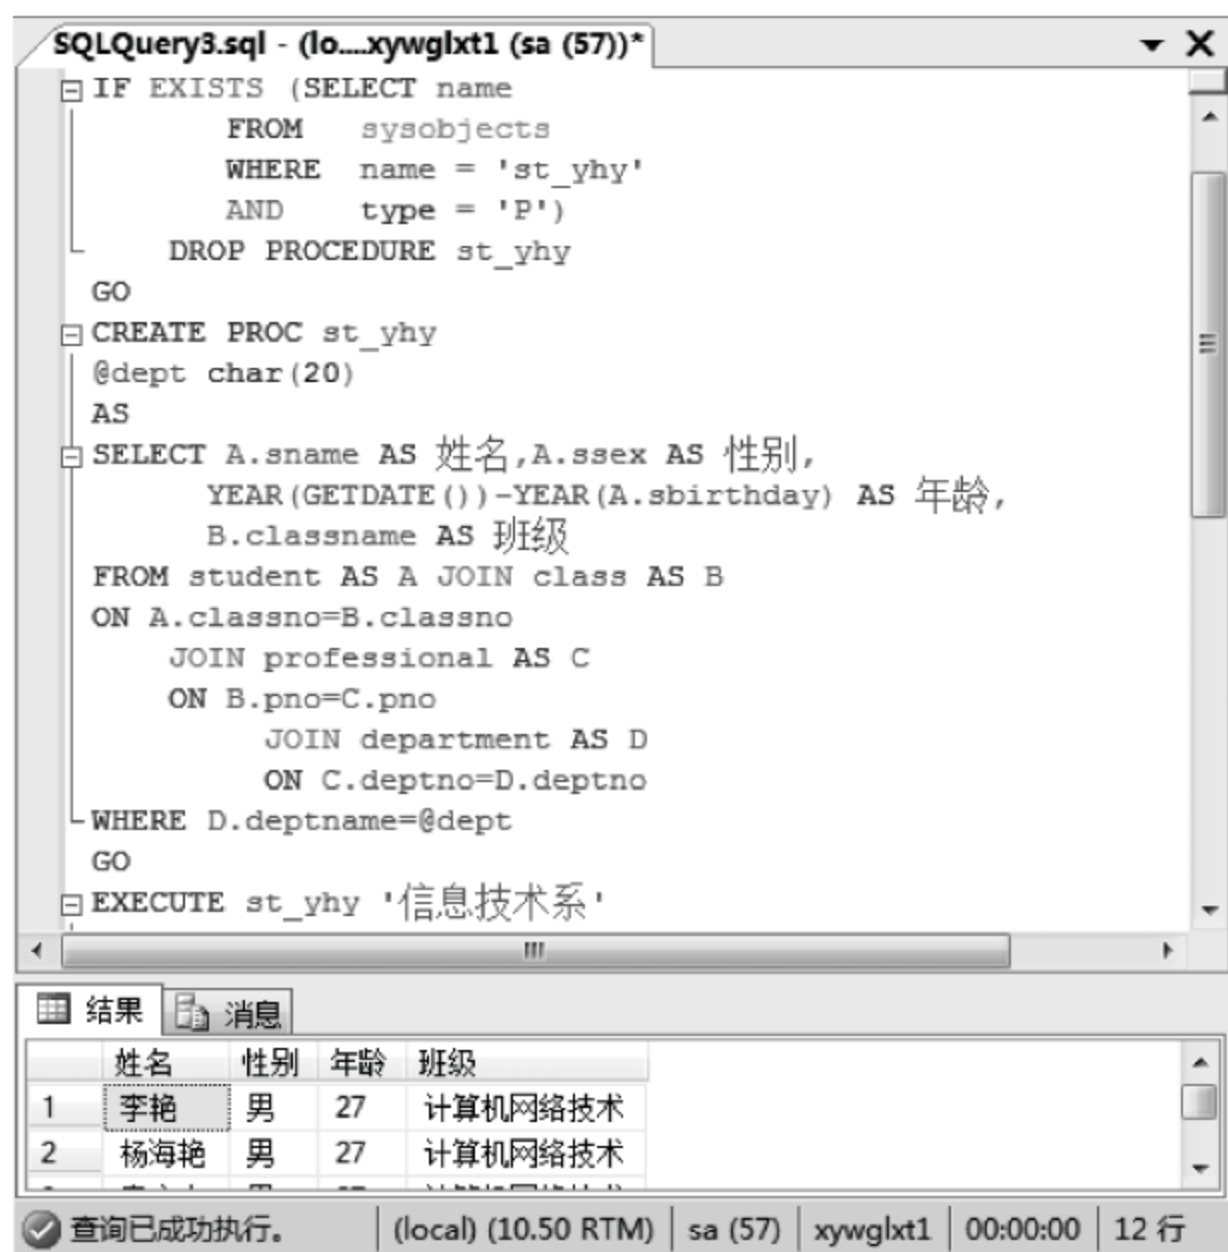 SQLQuery3.sql - (lo....xywglxt1 (sa (57))*
IF EXISTS (SELECT name
FROM sysobjects
WHERE name = 'st_yhy'
AND type = 'P')
DROP PROCEDURE st_yhy
GO
CREATE PROC st_yhy
@dept char(20)
AS
SELECT A.sname AS 姓名,A.ssex AS 性别,
YEAR(GETDATE())-YEAR(A.sbirthday) AS 年龄,
B.classname AS 班级
FROM student AS A JOIN class AS B
ON A.classno=B.classno
JOIN professional AS C
ON B.pno=C.pno
JOIN department AS D
ON C.deptno=D.deptno
WHERE D.deptname=@dept
GO
EXECUTE st_yhy '信息技术系'
结果 消息
姓名 性别 年龄 班级
1 李艳 男 27 计算机网络技术
2 杨海艳 男 27 计算机网络技术
查询已成功执行。 (local) (10.50 RTM) sa (57) xywglxt1 00:00:00 12 行